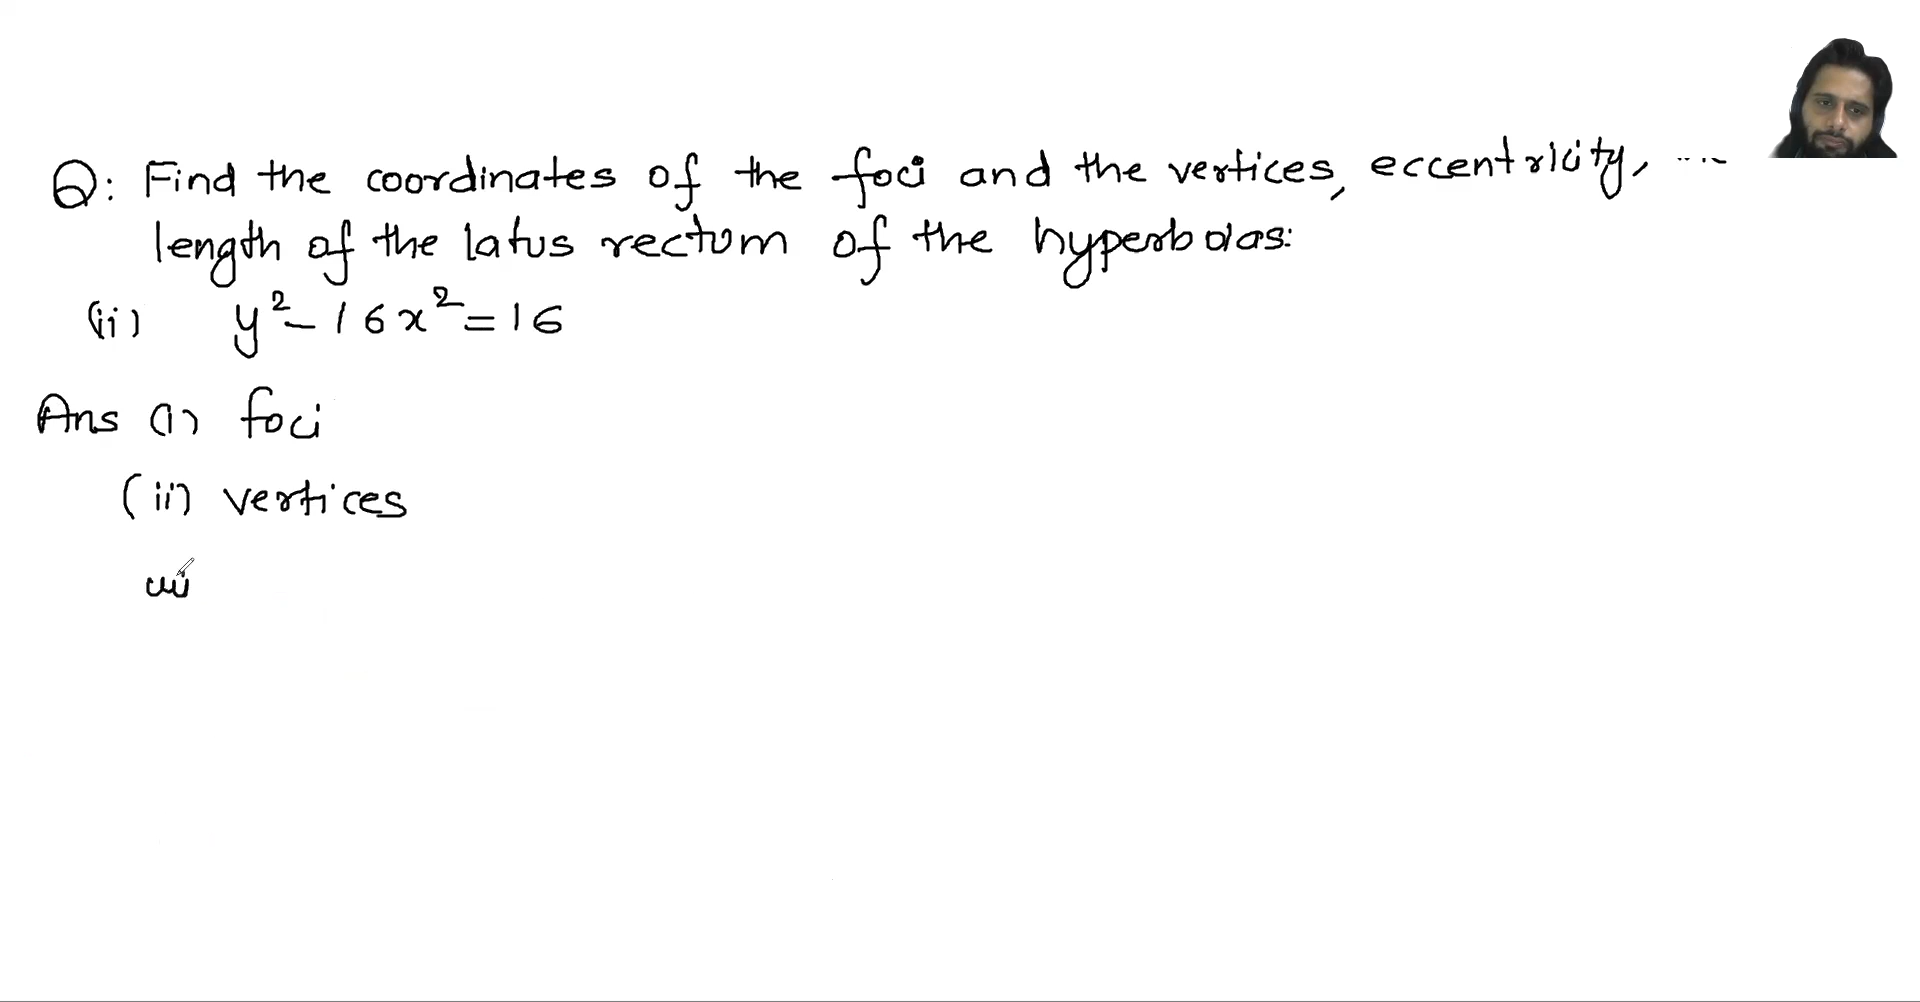 Q: Find the coordinates of the foci and the vertices, eccentricity,
length of the latus rectum of the hyperbolas:
(ii) y²-16x²=16
Ans (i) foci
(ii) vertices